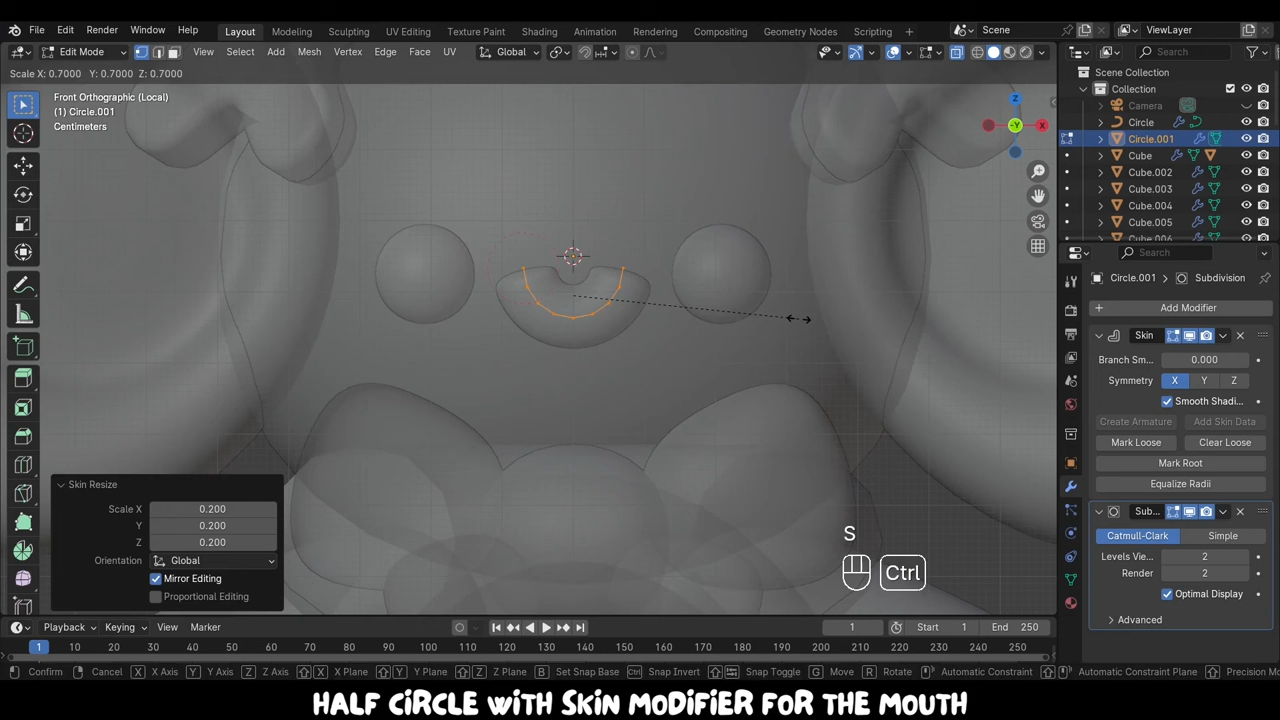 File Edit Render Window Help Layout Modeling Sculpting UV Editing Texture Paint Shading Animation Rendering Compositing Geometry Nodes Scripting Scene ViewLayer
Edit Mode View Select Add Mesh Vertex Edge Face UV Global Search
Scale X: 0.7000 Y: 0.7000 Z: 0.7000
Front Orthographic (Local)
(1) Circle.001
Centimeters
Z
X
-Y
Scene Collection
Collection
Camera
Circle
Circle.001
Cube
Cube.002
Cube.003
Cube.004
Cube.005
Cube.006
Search
Circle.001 Subdivision
Add Modifier
Skin
Branch Sm... 0.000
Symmetry X Y Z
Smooth Shadi...
Create Armature Add Skin Data
Mark Loose Clear Loose
Mark Root
Equalize Radii
Sub...
Catmull-Clark Simple
Levels Vie... 2
Render 2
Optimal Display
Advanced
Skin Resize
Scale X 0.200
Y 0.200
Z 0.200
Orientation Global
Mirror Editing
Proportional Editing
S
Ctrl
Playback Keying View Marker 1 Start 1 End 250
1 10 20 30 40 50 60 70 80 90 100 110 120 130 140 150 160 170 180 190 200 210 220 230 240 250
Confirm X Cancel X X Axis Y Y Axis Z Z Axis X X Plane Y Y Plane Z Z Plane B Set Snap Base Ctrl Snap Invert Snap Toggle G Move R Rotate Automatic Constraint Automatic Constraint Plane Precision Mo
HALF CIRCLE WITH SKIN MODIFIER FOR THE MOUTH